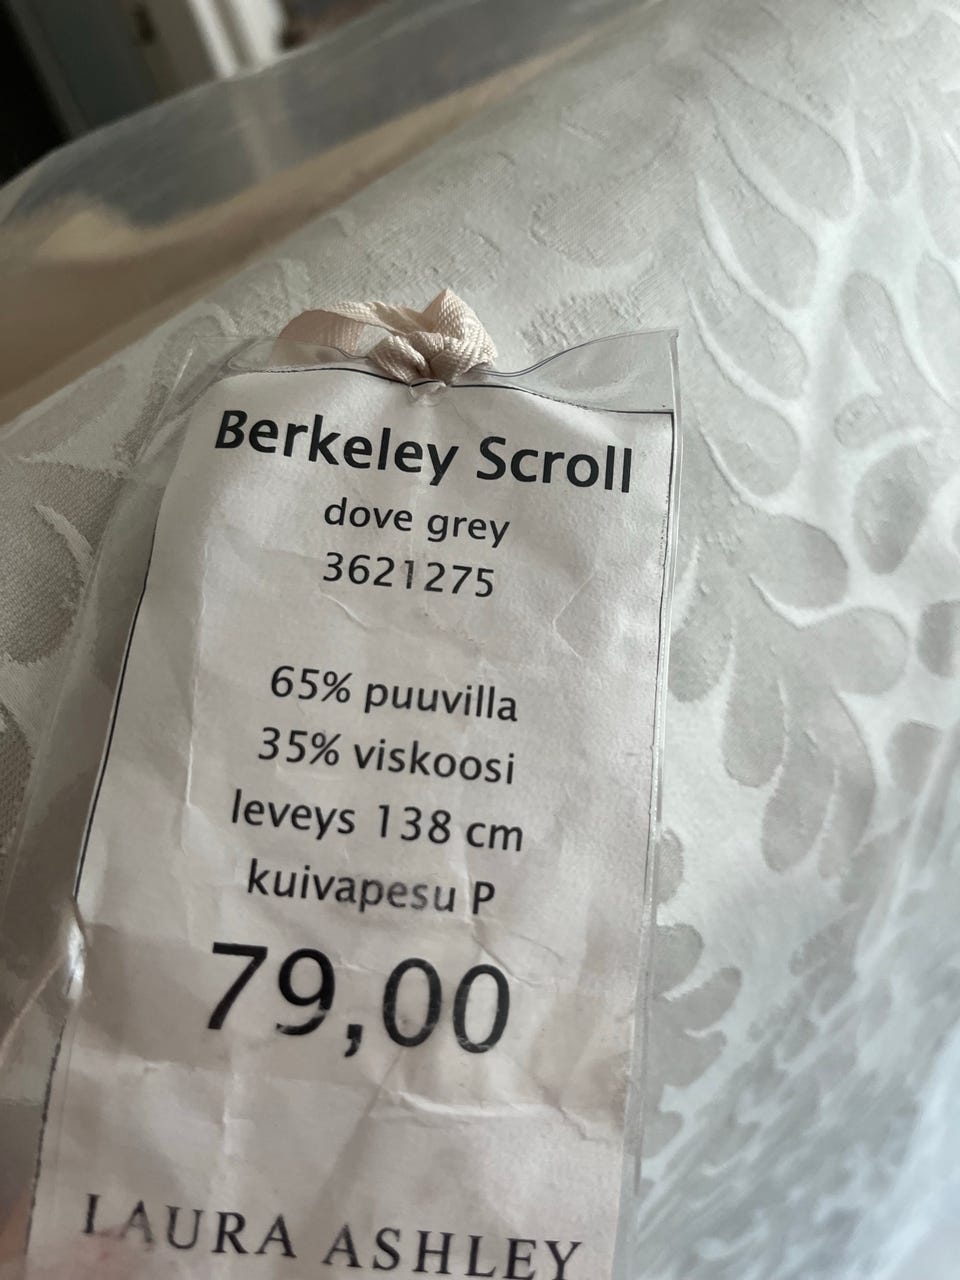 Berkeley Scroll
dove grey
3621275
65% puuvilla
35% viskoosi
leveys 138 cm
kuivapesu P
79,00
LAURA ASHLEY